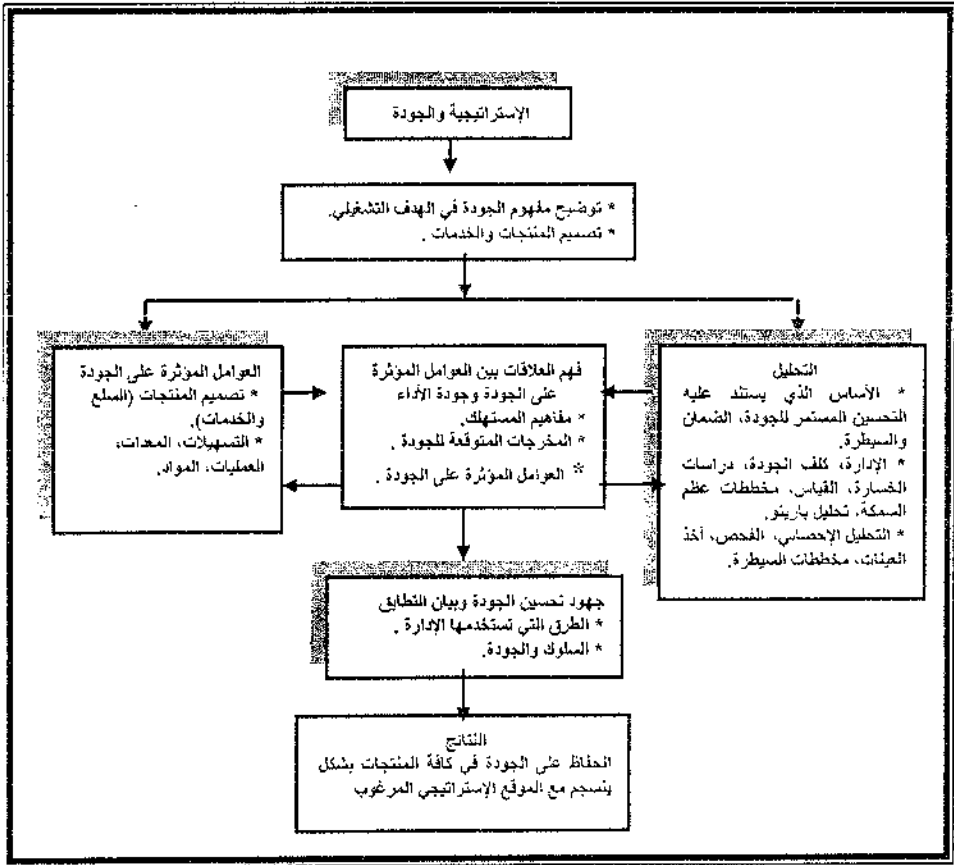 الإستراتيجية والجودة
* توضيح مفهوم الجودة في الهدف التشغيلي.
* تصميم المنتجات والخدمات .
التحليل
* الأساس الذي يستند عليه
التحسين المستمر للجودة، الضمان
والسيطرة.
* الإدارة، كلف الجودة، دراسات
الخسارة، القياس، مخططات عظم
السمكة، تحليل باريتو.
* التحليل الإحصائي، الفحص، أخذ
العينات، مخططات السيطرة.
فهم العلاقات بين العوامل المؤثرة
على الجودة وجودة الأداء
* مفاهيم المستهلك.
* المخرجات المتوقعة للجودة .
* العوامل المؤثرة على الجودة .
العوامل المؤثرة على الجودة
* تصميم المنتجات (السلع
والخدمات).
* التسهيلات، المعدات،
العمليات، المواد.
جهود تحسين الجودة وبيان التطابق
* الطرق التي تستخدمها الإدارة .
* السلوك والجودة.
النتائج
الحفاظ على الجودة في كافة المنتجات بشكل
ينسجم مع الموقع الإستراتيجي المرغوب